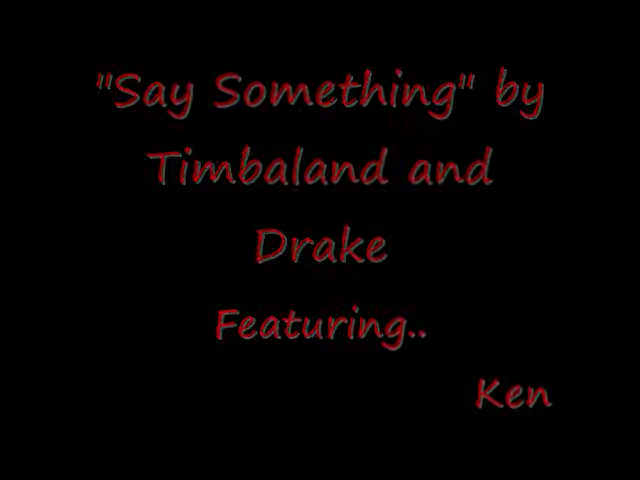 "Say Something" by
Timbaland and
Drake
Featuring..
Ken